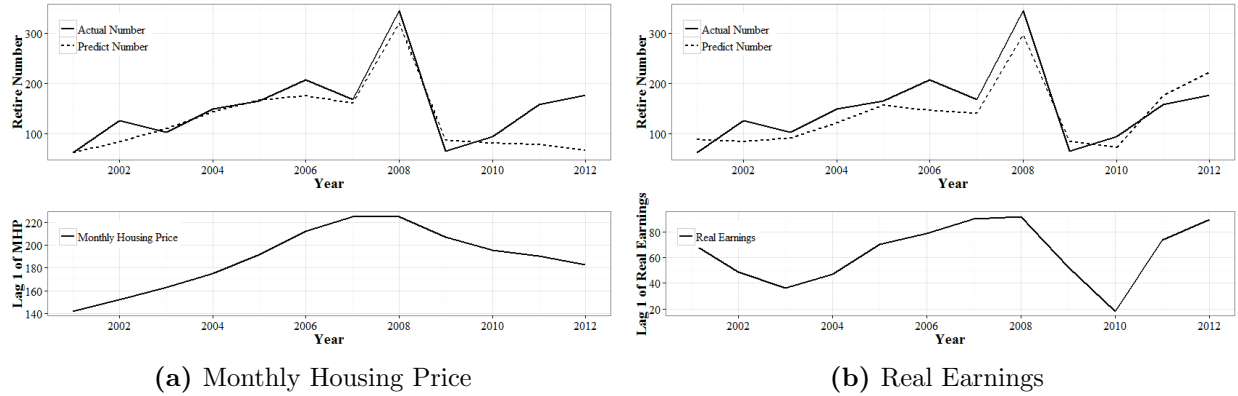 Retire Number
300
200
100
Actual Number
Predict Number
2002 2004 2006 2008 2010 2012
Year
Lag 1 of MHP
220
200
180
160
140
Monthly Housing Price
2002 2004 2006 2008 2010 2012
Year
(a) Monthly Housing Price
Retire Number
300
200
100
Actual Number
Predict Number
2002 2004 2006 2008 2010 2012
Year
Lag 1 of Real Earnings
80
60
40
20
Real Earnings
2002 2004 2006 2008 2010 2012
Year
(b) Real Earnings